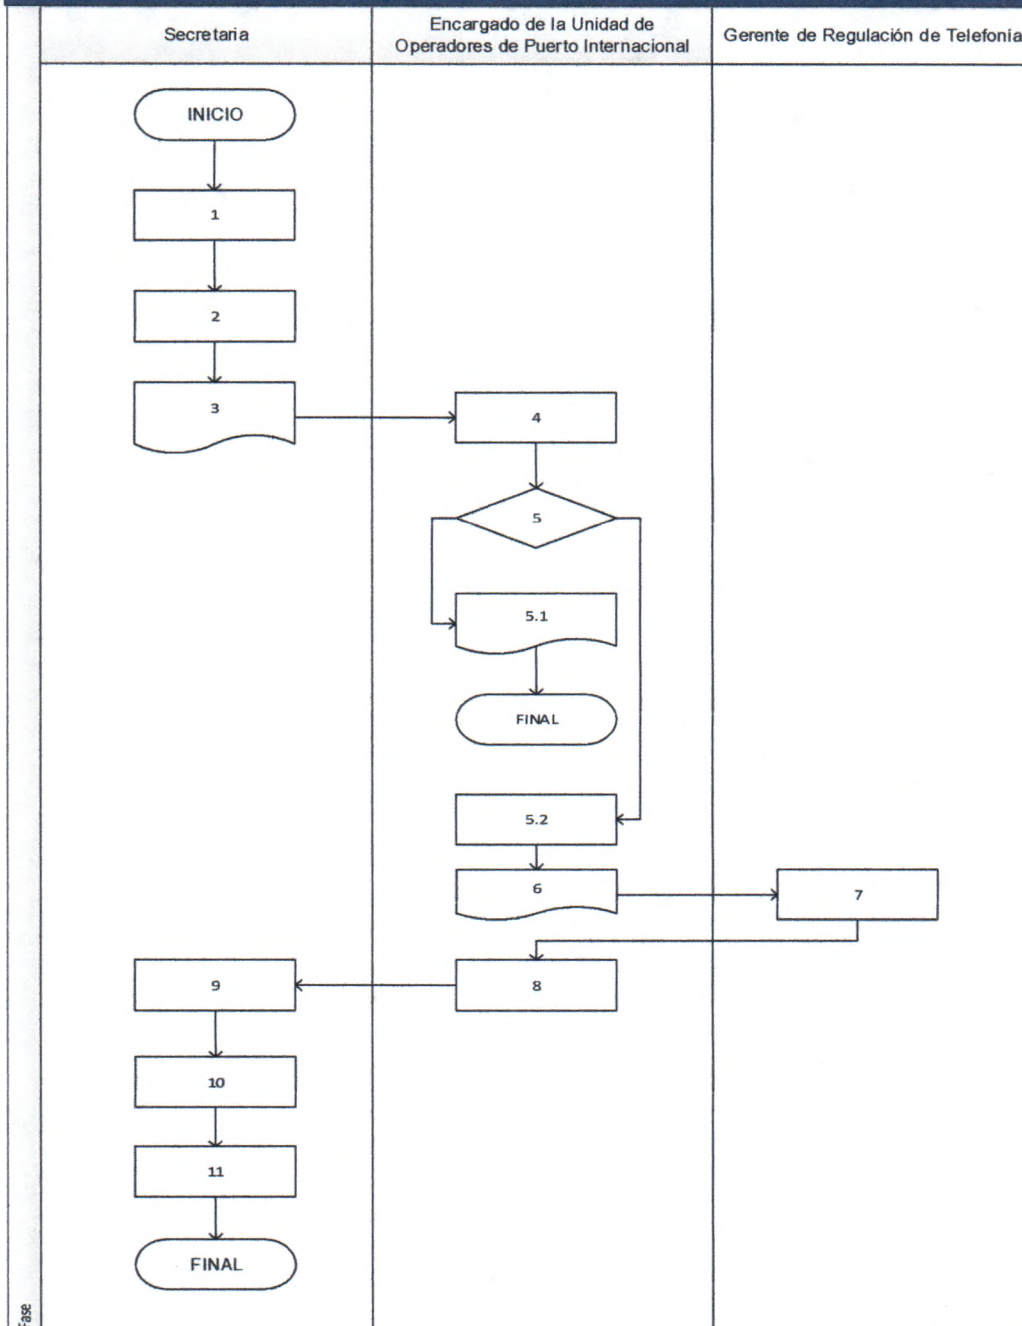 Secretaria
Encargado de la Unidad de
Operadores de Puerto Internacional
Gerente de Regulación de Telefonía
INICIO
1
2
3
4
5
5.1
FINAL
5.2
6
7
8
9
10
11
FINAL
Fase